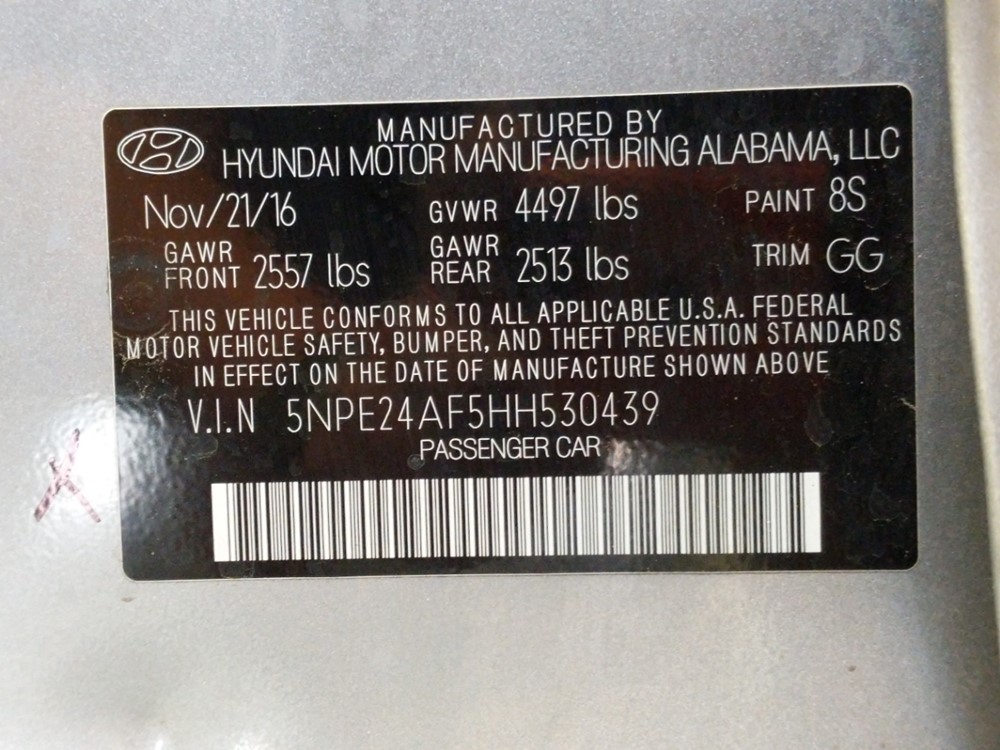 MANUFACTURED BY
HYUNDAI MOTOR MANUFACTURING ALABAMA, LLC
Nov/21/16 GVWR 4497 lbs PAINT 8S
GAWR FRONT 2557 lbs GAWR REAR 2513 lbs TRIM GG
THIS VEHICLE CONFORMS TO ALL APPLICABLE U.S.A. FEDERAL
MOTOR VEHICLE SAFETY, BUMPER, AND THEFT PREVENTION STANDARDS
IN EFFECT ON THE DATE OF MANUFACTURE SHOWN ABOVE
V.I.N 5NPE24AF5HH530439
PASSENGER CAR
X